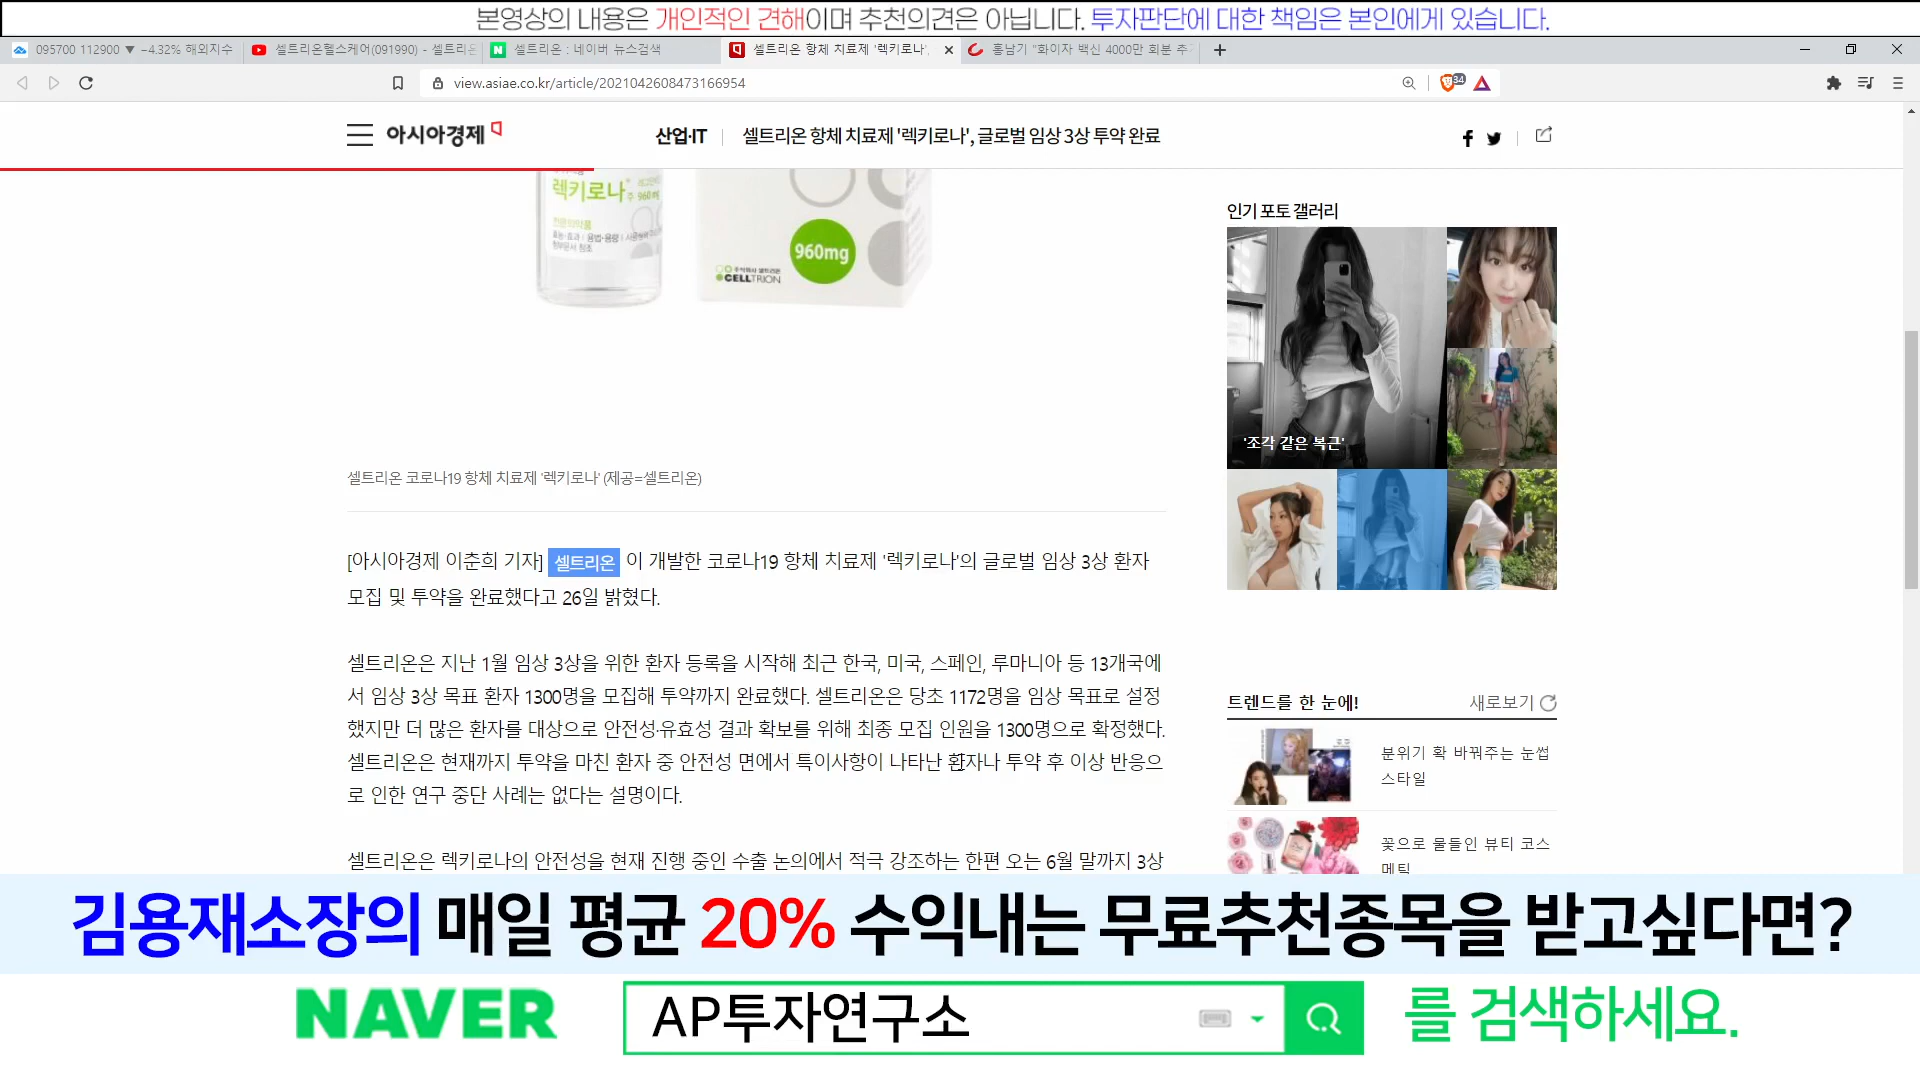 본영상의 내용은 개인적인 견해이며 추천의견은 아닙니다. 투자판단에 대한 책임은 본인에게 있습니다.
095700 112900 ▼ -4.32% 해외지수
셀트리온헬스케어(091990) - 셀트리온
셀트리온 : 네이버 뉴스검색
셀트리온 항체 치료제 '렉키로나',
홍남기 "화이자 백신 4000만 회분 추
view.asiae.co.kr/article/2021042608473166954
34
아시아경제
산업·IT
셀트리온 항체 치료제 '렉키로나', 글로벌 임상 3상 투약 완료
렉키로나 주 960mg
960mg
CELLTRION
인기 포토 갤러리
'조각 같은 복근'
셀트리온 코로나19 항체 치료제 '렉키로나' (제공=셀트리온)
[아시아경제 이춘희 기자] 셀트리온 이 개발한 코로나19 항체 치료제 '렉키로나'의 글로벌 임상 3상 환자
모집 및 투약을 완료했다고 26일 밝혔다.
셀트리온은 지난 1월 임상 3상을 위한 환자 등록을 시작해 최근 한국, 미국, 스페인, 루마니아 등 13개국에
서 임상 3상 목표 환자 1300명을 모집해 투약까지 완료했다. 셀트리온은 당초 1172명을 임상 목표로 설정
했지만 더 많은 환자를 대상으로 안전성·유효성 결과 확보를 위해 최종 모집 인원을 1300명으로 확정했다.
셀트리온은 현재까지 투약을 마친 환자 중 안전성 면에서 특이사항이 나타난 환자나 투약 후 이상 반응으
로 인한 연구 중단 사례는 없다는 설명이다.
셀트리온은 렉키로나의 안전성을 현재 진행 중인 수출 논의에서 적극 강조하는 한편 오는 6월 말까지 3상
트렌드를 한 눈에!
새로보기
분위기 확 바꿔주는 눈썹
스타일
꽃으로 물들인 뷰티 코스
메틱
김용재소장의 매일 평균 20% 수익내는 무료추천종목을 받고싶다면?
NAVER
AP투자연구소
를 검색하세요.